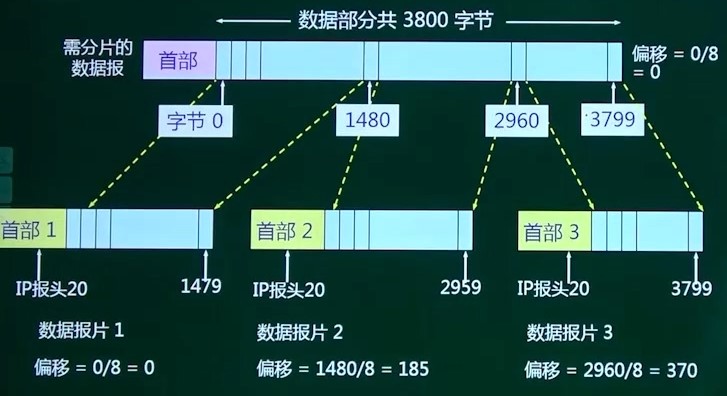 数据部分共 3800 字节
需分片的
数据报
首部
偏移 = 0/8
= 0
字节 0
1480
2960
3799
首部 1
首部 2
首部 3
IP报头20
1479
IP报头20
2959
IP报头20
3799
数据报片 1
数据报片 2
数据报片 3
偏移 = 0/8 = 0
偏移 = 1480/8 = 185
偏移 = 2960/8 = 370